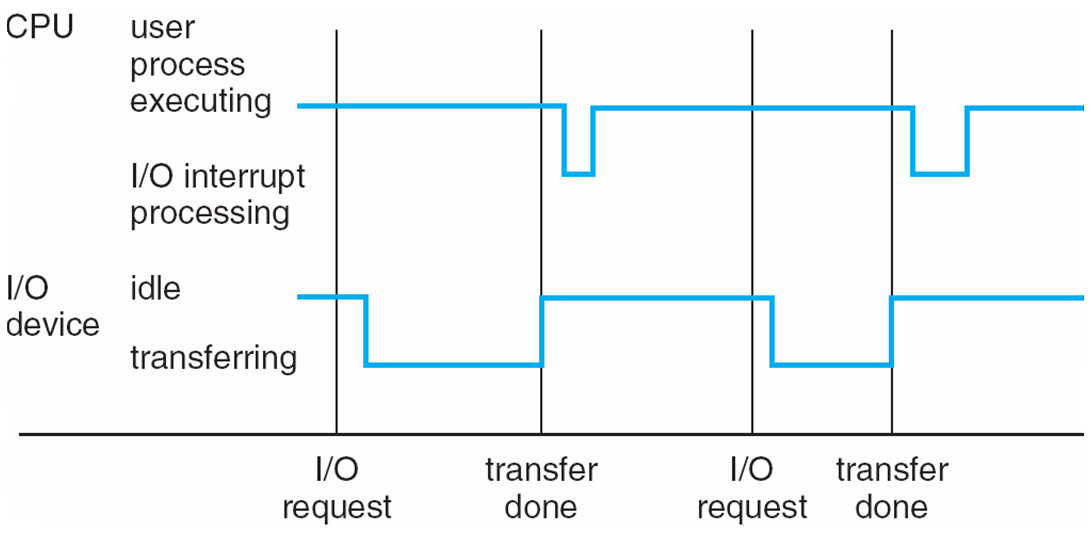 CPU
user
process
executing
I/O interrupt
processing
I/O
device
idle
transferring
I/O
request
transfer
done
I/O
request
transfer
done